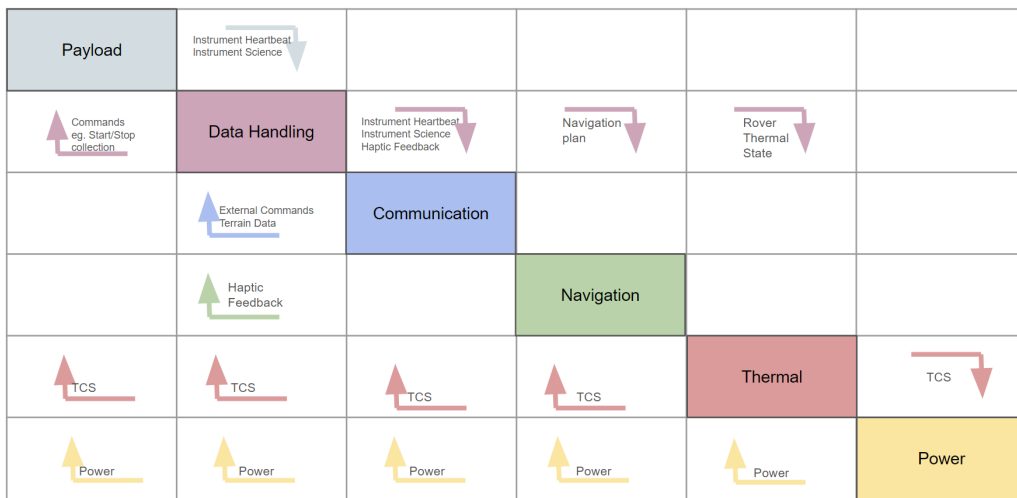 Payload
Instrument Heartbeat
Instrument Science
Commands
eg. Start/Stop
collection
Data Handling
Instrument Heartbeat
Instrument Science
Haptic Feedback
Navigation
plan
Rover
Thermal
State
External Commands
Terrain Data
Communication
Haptic
Feedback
Navigation
TCS
TCS
TCS
TCS
Thermal
TCS
Power
Power
Power
Power
Power
Power